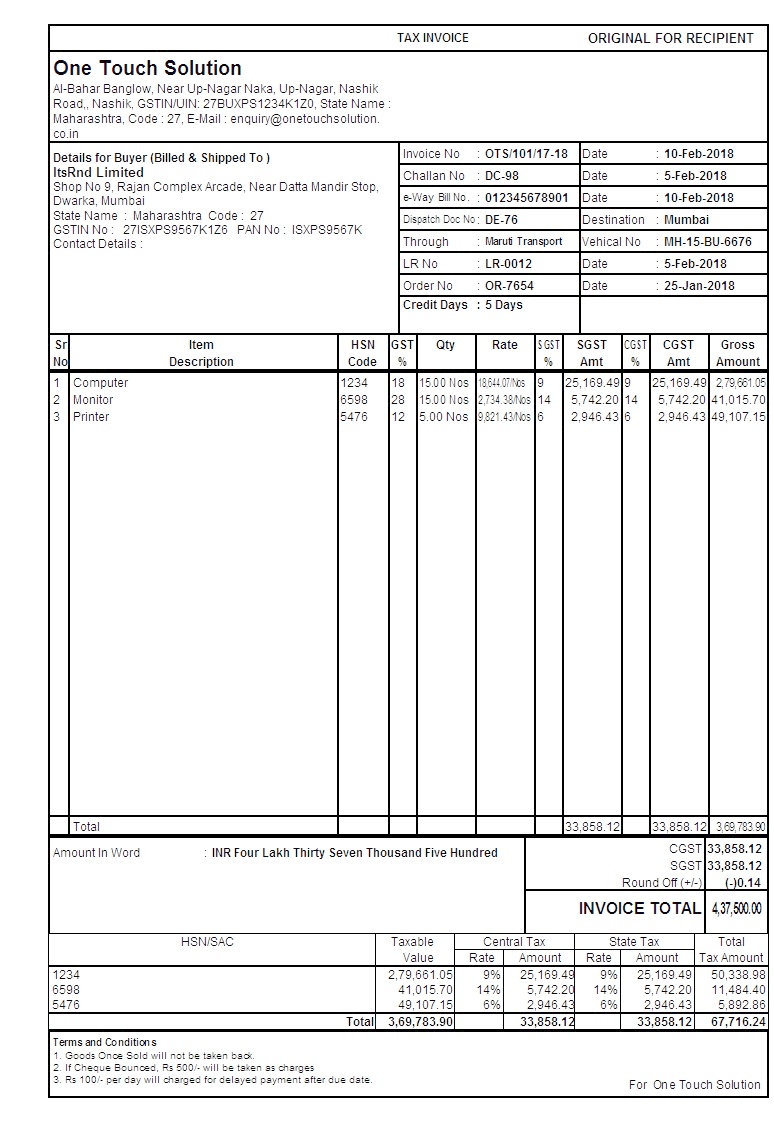 TAX INVOICE ORIGINAL FOR RECIPIENT
One Touch Solution
Al-Bahar Banglow, Near Up-Nagar Naka, Up-Nagar, Nashik
Road,, Nashik, GSTIN/UIN: 27BUXPS1234K1Z0, State Name :
Maharashtra, Code : 27, E-Mail : enquiry@onetouchsolution.
co.in
Details for Buyer (Billed & Shipped To )
ItsRnd Limited
Shop No 9, Rajan Complex Arcade, Near Datta Mandir Stop,
Dwarka, Mumbai
State Name : Maharashtra Code : 27
GSTIN No : 27ISXPS9567K1Z6 PAN No : ISXPS9567K
Contact Details :
Invoice No : OTS/101/17-18 Date : 10-Feb-2018
Challan No : DC-98 Date : 5-Feb-2018
e-Way Bill No. : 012345678901 Date : 10-Feb-2018
Dispatch Doc No : DE-76 Destination : Mumbai
Through : Maruti Transport Vehical No : MH-15-BU-6676
LR No : LR-0012 Date : 5-Feb-2018
Order No : OR-7654 Date : 25-Jan-2018
Credit Days : 5 Days
Sr Item HSN GST Qty Rate SGST SGST CGST CGST Gross
No Description Code % % Amt % Amt Amount
1 Computer 1234 18 15.00 Nos 18,644.07/Nos 9 25,169.49 9 25,169.49 2,79,661.05
2 Monitor 6598 28 15.00 Nos 2,734.38/Nos 14 5,742.20 14 5,742.20 41,015.70
3 Printer 5476 12 5.00 Nos 9,821.43/Nos 6 2,946.43 6 2,946.43 49,107.15
Total 33,858.12 33,858.12 3,69,783.90
Amount In Word : INR Four Lakh Thirty Seven Thousand Five Hundred
CGST 33,858.12
SGST 33,858.12
Round Off (+/-) (-)0.14
INVOICE TOTAL 4,37,500.00
HSN/SAC Taxable Central Tax State Tax Total
Value Rate Amount Rate Amount Tax Amount
1234 2,79,661.05 9% 25,169.49 9% 25,169.49 50,338.98
6598 41,015.70 14% 5,742.20 14% 5,742.20 11,484.40
5476 49,107.15 6% 2,946.43 6% 2,946.43 5,892.86
Total 3,69,783.90 33,858.12 33,858.12 67,716.24
Terms and Conditions
1. Goods Once Sold will not be taken back.
2. If Cheque Bounced, Rs 500/- will be taken as charges
3. Rs 100/- per day will charged for delayed payment after due date.
For One Touch Solution